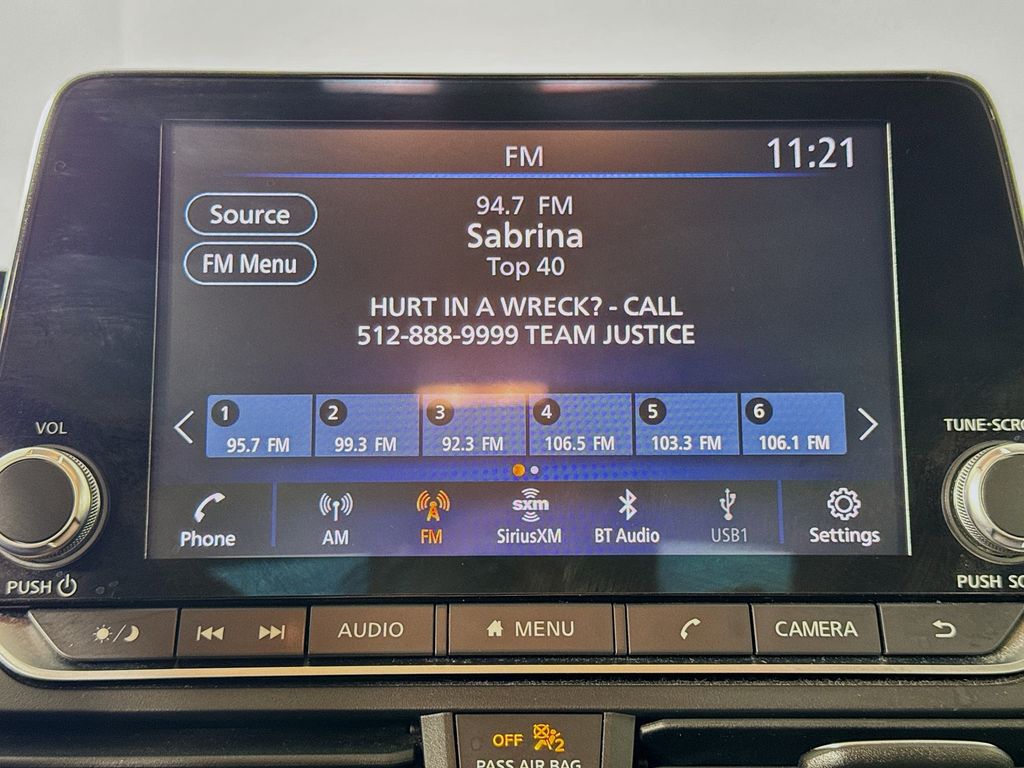 FM 11:21
Source
94.7 FM
Sabrina
FM Menu
Top 40
HURT IN A WRECK? - CALL
512-888-9999 TEAM JUSTICE
1 2 3 4 5 6
95.7 FM 99.3 FM 92.3 FM 106.5 FM 103.3 FM 106.1 FM
VOL
TUNE-SCRO
sxm
Phone AM FM SiriusXM BT Audio USB1 Settings
PUSH
PUSH SO
AUDIO MENU CAMERA
OFF 2
PASS AIR BAG